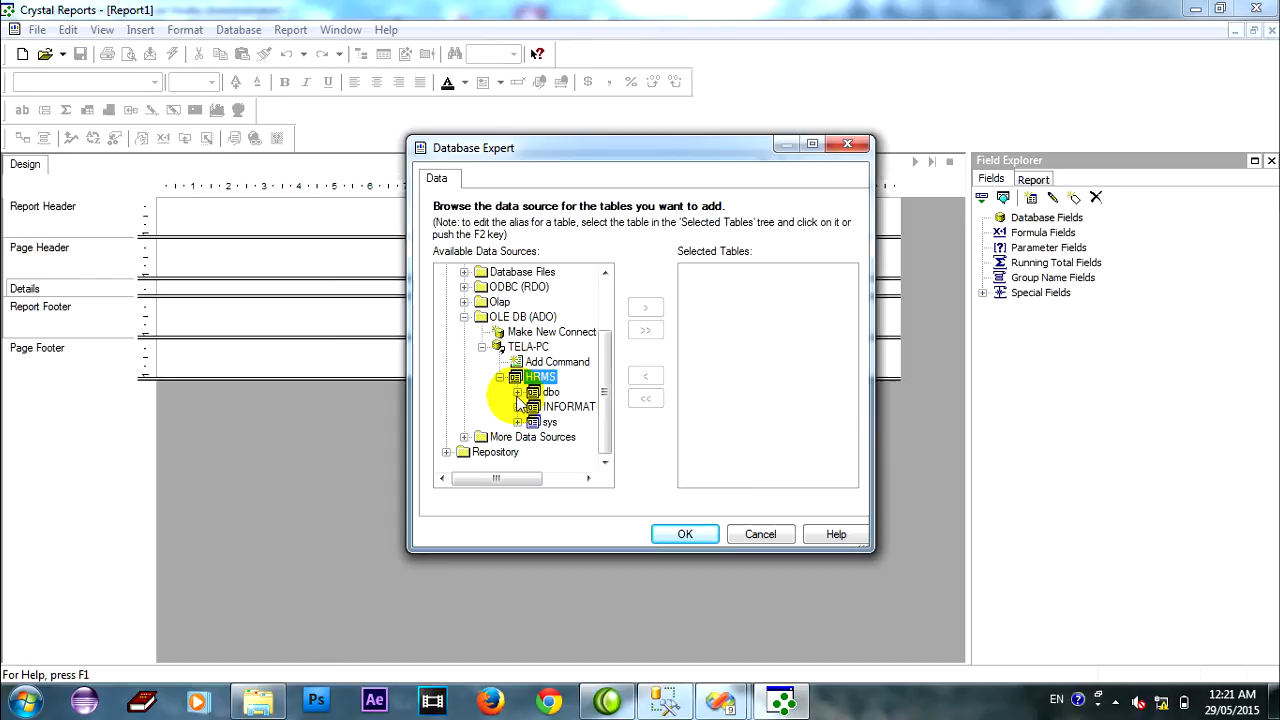 Crystal Reports - [Report1]
File Edit View Insert Format Database Report Window Help
Design
Report Header
Page Header
Details
Report Footer
Page Footer
Database Expert
Data
Browse the data source for the tables you want to add.
(Note: to edit the alias for a table, select the table in the 'Selected Tables' tree and click on it or
push the F2 key)
Available Data Sources:
Selected Tables:
Database Files
ODBC (RDO)
Olap
OLE DB (ADO)
Make New Connect
TELA-PC
Add Command
HRMS
dbo
INFORMAT
sys
More Data Sources
Repository
> 
>>
<
<<
OK Cancel Help
Field Explorer
Fields Report
Database Fields
Formula Fields
Parameter Fields
Running Total Fields
Group Name Fields
Special Fields
For Help, press F1
Ps Ae
9
EN
12:21 AM
29/05/2015